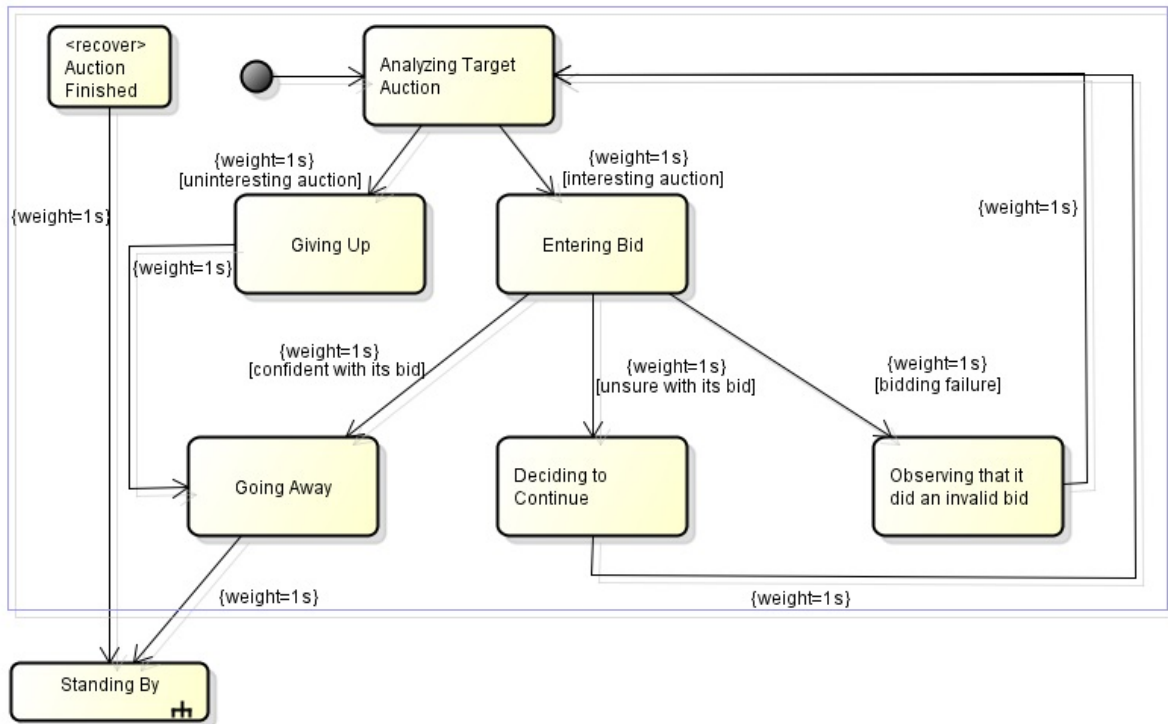 <recover>
Auction
Finished
Analyzing Target
Auction
{weight=1s}
[uninteresting auction]
{weight=1s}
[interesting auction]
{weight=1s}
{weight=1s}
Giving Up
Entering Bid
{weight=1s}
{weight=1s}
[confident with its bid]
{weight=1s}
[unsure with its bid]
{weight=1s}
[bidding failure]
Going Away
Deciding to
Continue
Observing that it
did an invalid bid
{weight=1s}
{weight=1s}
Standing By